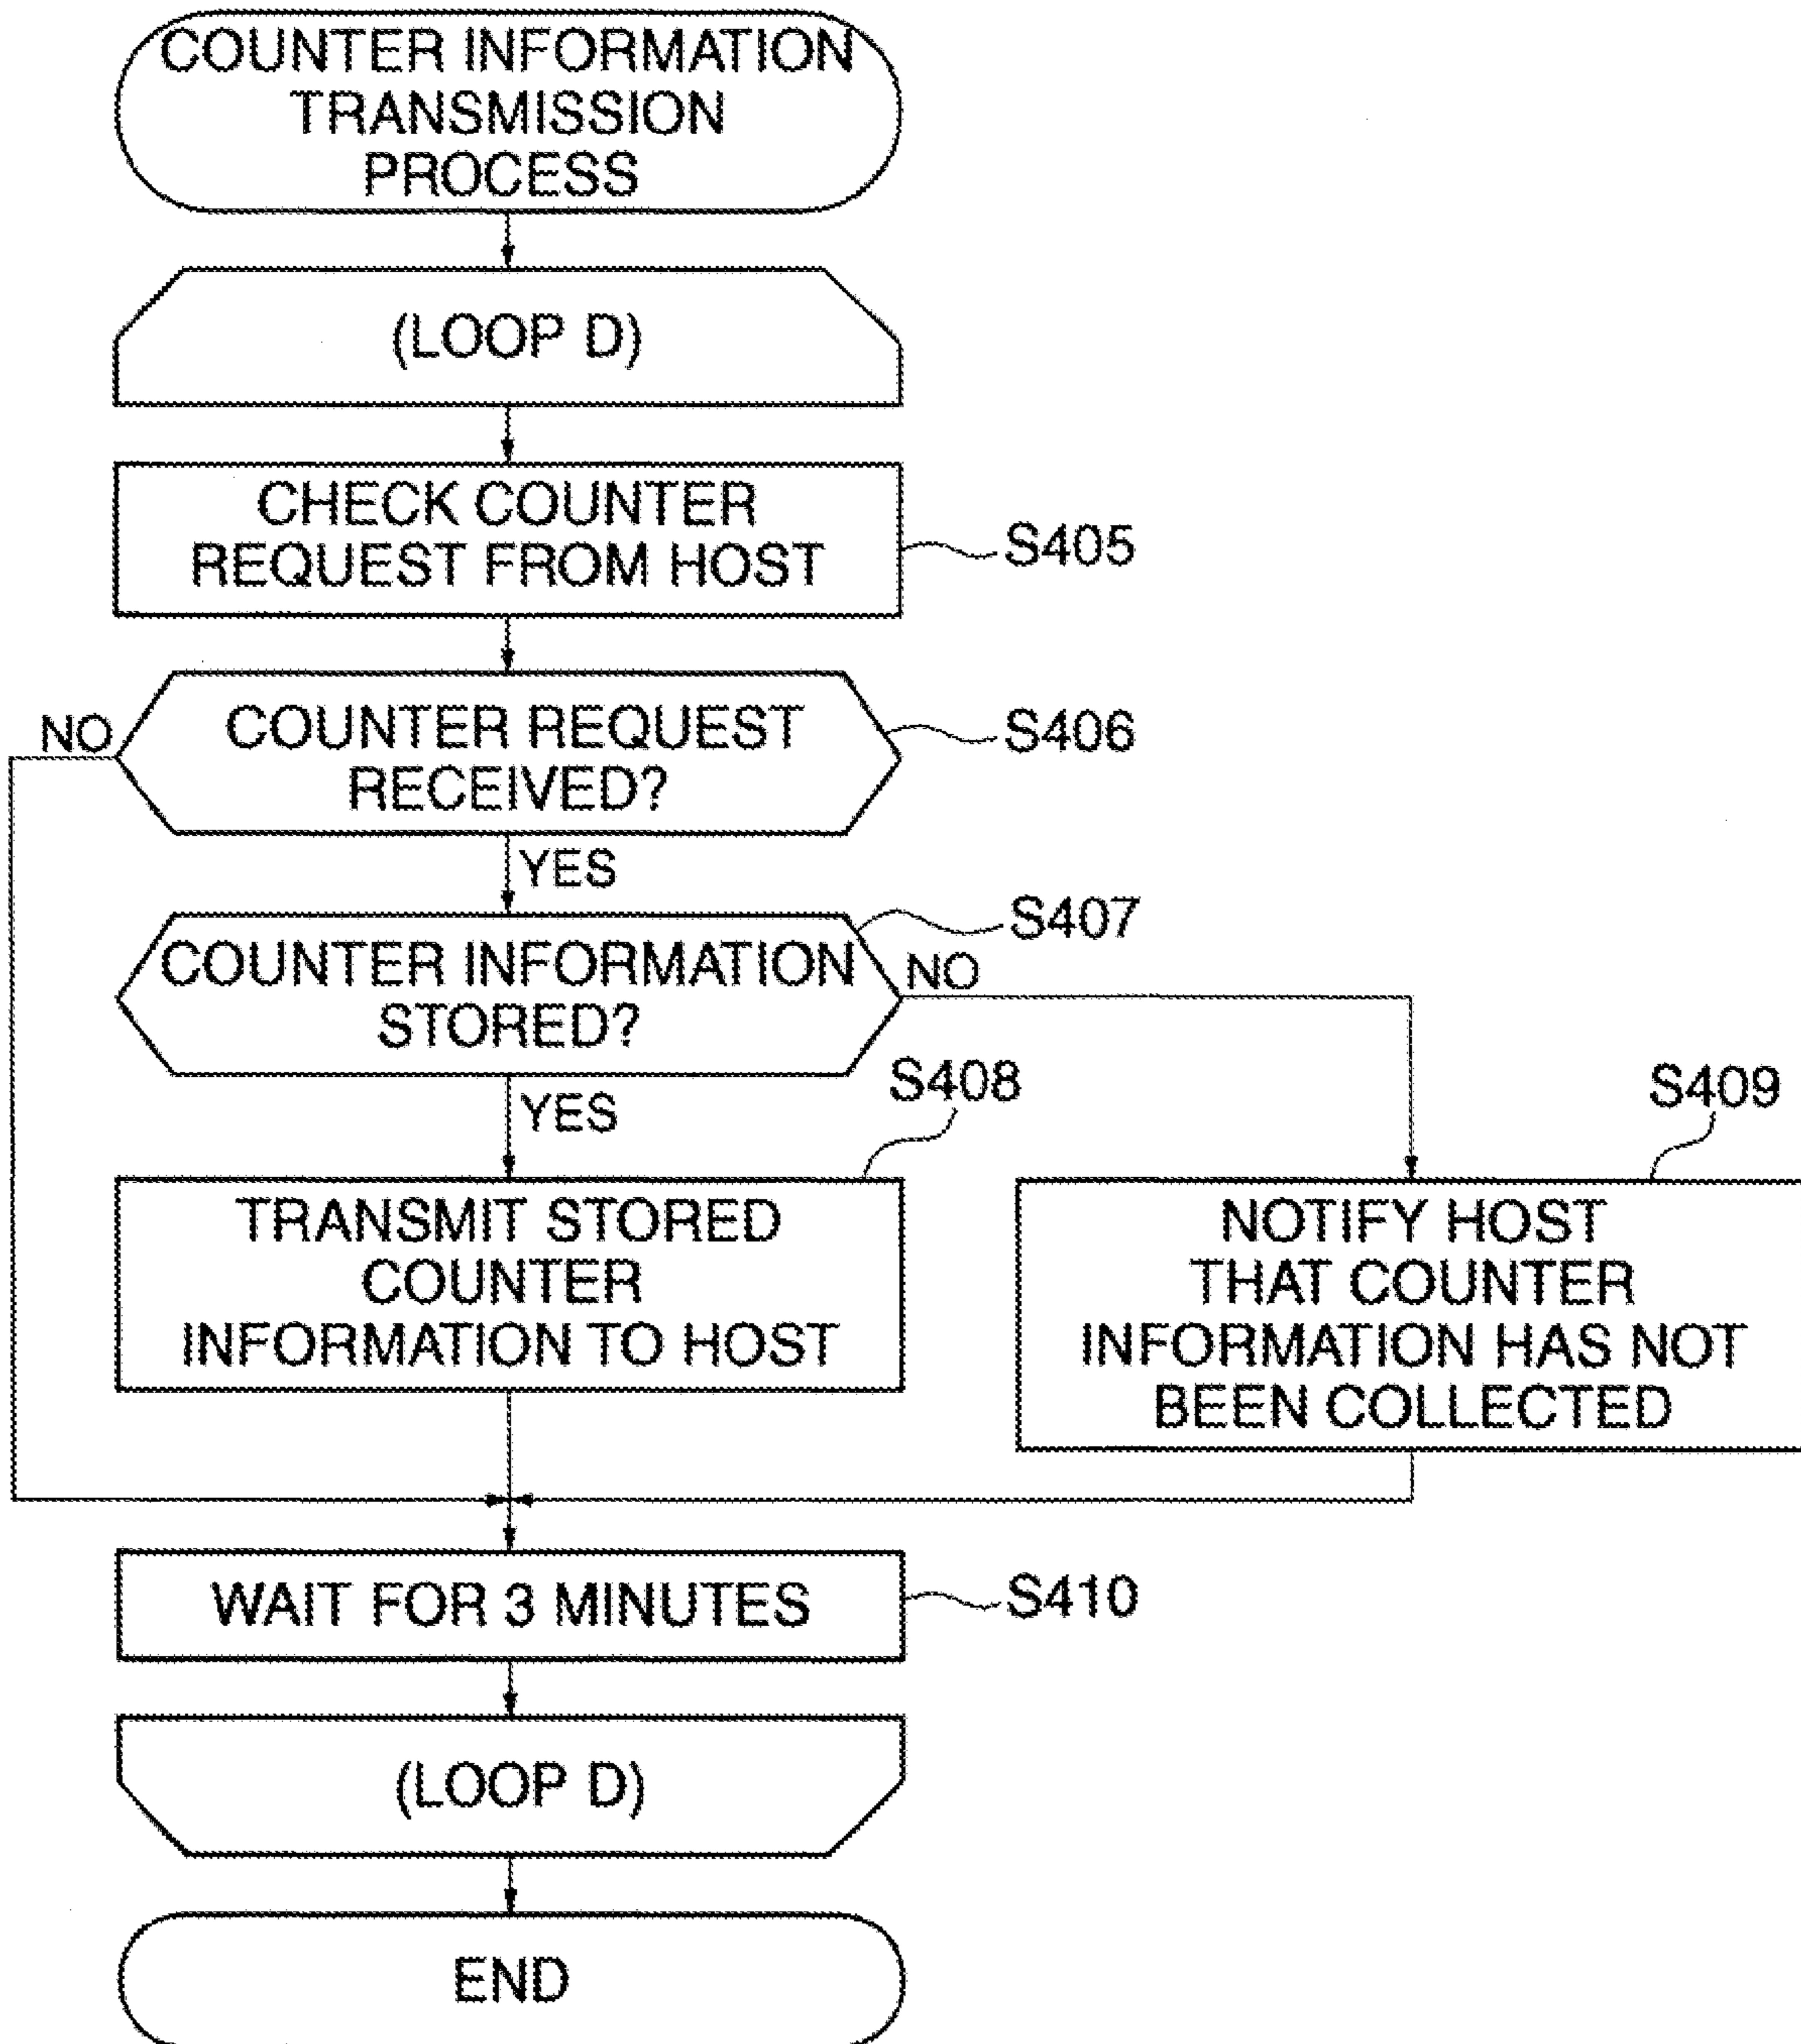 COUNTER INFORMATION
TRANSMISSION
PROCESS
(LOOP D)
CHECK COUNTER
REQUEST FROM HOST
S405
COUNTER REQUEST
RECEIVED?
S406
NO
YES
S407
COUNTER INFORMATION
STORED?
NO
YES
S408
S409
TRANSMIT STORED
COUNTER
INFORMATION TO HOST
NOTIFY HOST
THAT COUNTER
INFORMATION HAS NOT
BEEN COLLECTED
WAIT FOR 3 MINUTES
S410
(LOOP D)
END